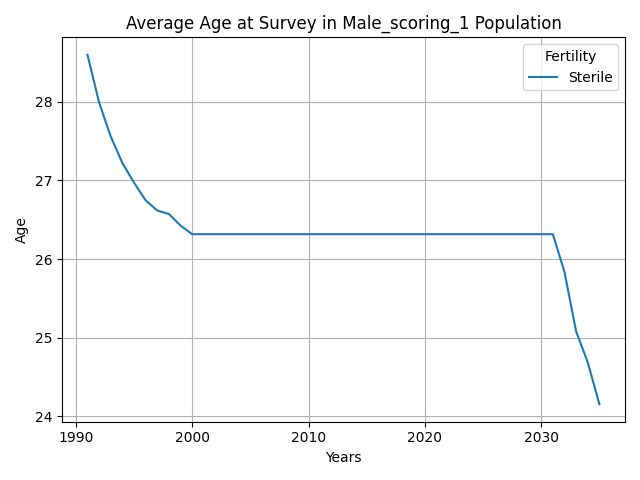 Average Age at Survey in Male_scoring_1 Population
Fertility
Sterile
28
27
26
25
24
Age
1990 2000 2010 2020 2030
Years